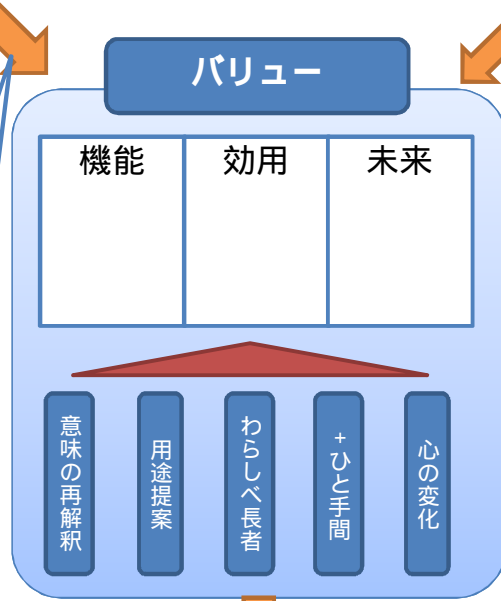 バリュー
機能
効用
未来
意味の再解釈
用途提案
わらしべ長者
+ひと手間
心の変化